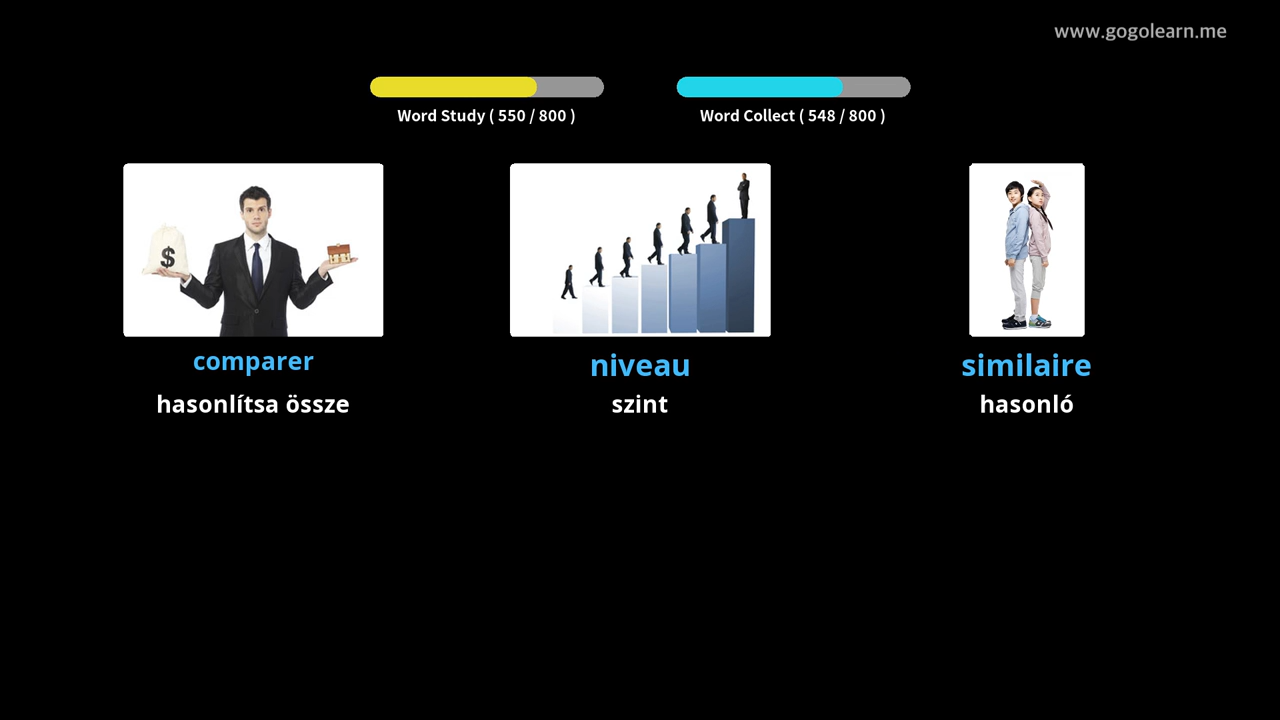 www.gogolearn.me
Word Study ( 550 / 800 )
Word Collect ( 548 / 800 )
$
comparer
niveau
similaire
hasonlítsa össze
szint
hasonló